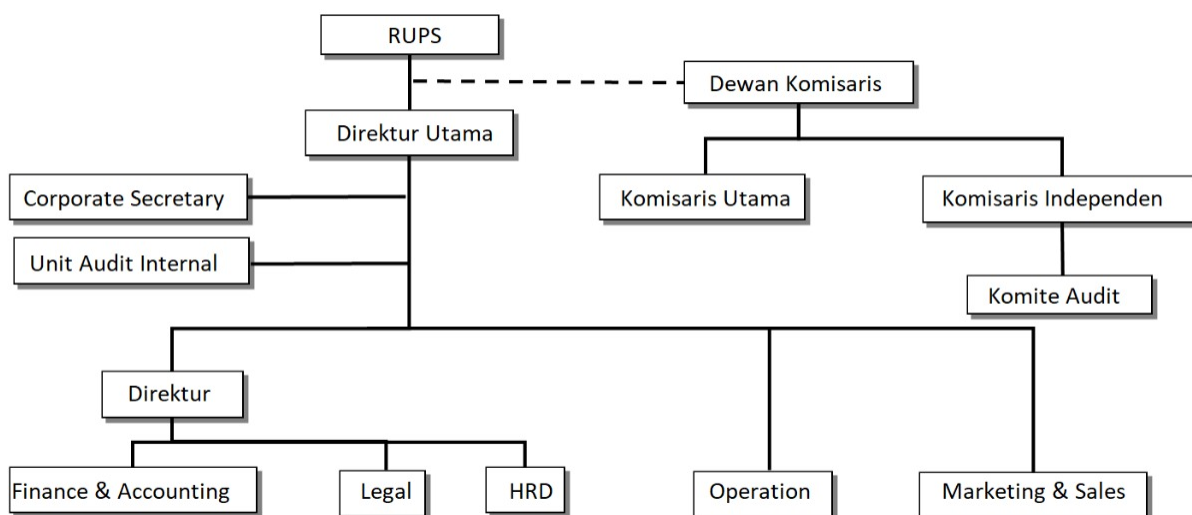 RUPS
Dewan Komisaris
Direktur Utama
Corporate Secretary
Komisaris Utama
Komisaris Independen
Unit Audit Internal
Komite Audit
Direktur
Finance & Accounting
Legal
HRD
Operation
Marketing & Sales